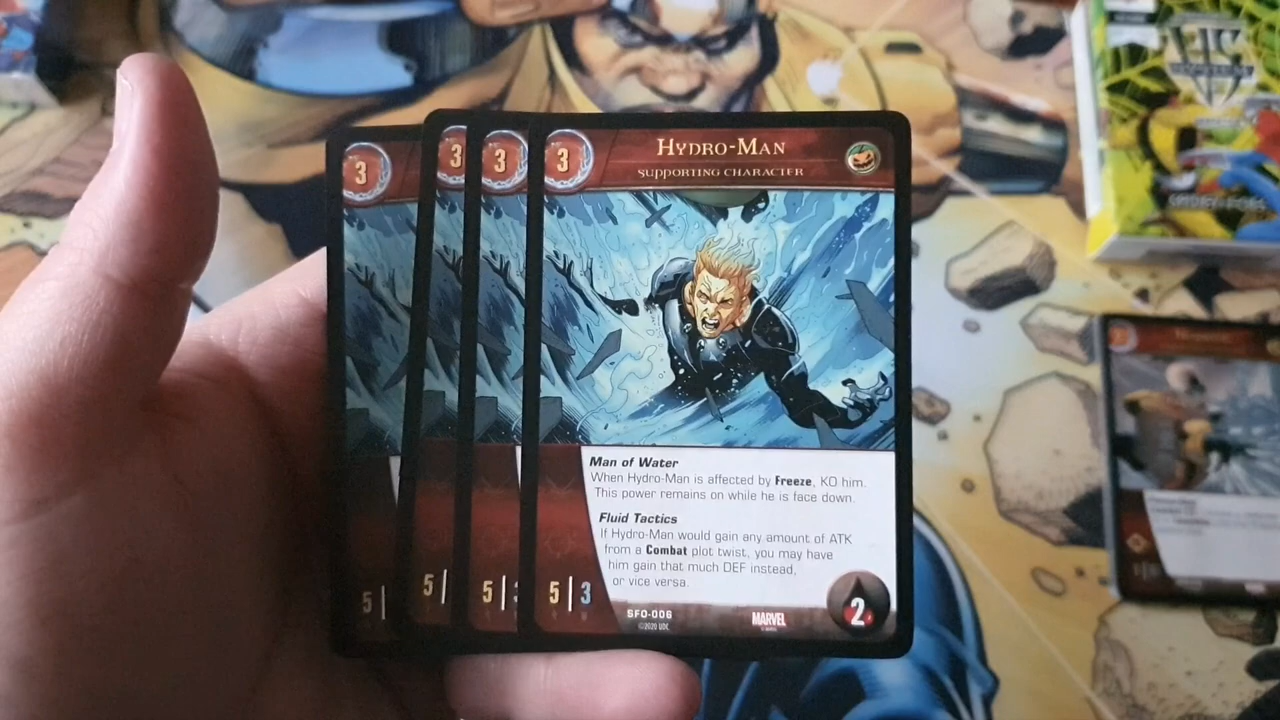 3
3
3
3
HYDRO-MAN
SUPPORTING CHARACTER
Man of Water
When Hydro-Man is affected by Freeze, KO him.
This power remains on while he is face down.
Fluid Tactics
If Hydro-Man would gain any amount of ATK
from a Combat plot twist, you may have
him gain that much DEF instead,
or vice versa.
5 |
5 |
5 | 3
5 | 3
SFO-006
©2020 UDC
MARVEL
2
VS